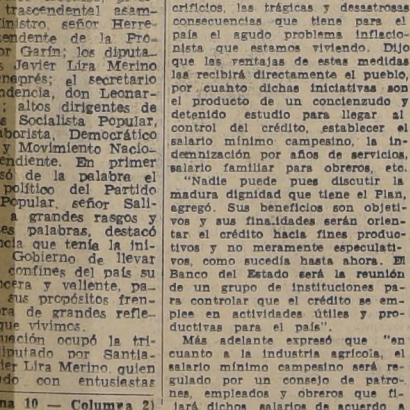 trascendental asam-
inistro, señor Herre-
endente de la Pro-
or Garín; los diputa-
s Javier Lira Merino
enegrés; el secretario
ndencia, don Leonar-
; altos dirigentes de
s Socialista Popular,
aborista, Democrático
y Movimiento Nacio-
endiente. En primer
só de la palabra el
político del Partido
Popular, señor Sali-
a grandes rasgos y
es palabras, destacó
ncia que tenía la ini-
Gobierno de llevar
confines del país su
ncera y valiente, pa-
sus propósitos fren-
ora de grandes refle-
que vivimos.
uación ocupó la tri-
iputado por Santia-
ier Lira Merino quien
do con entusiastas
na 10 — Columna 2)
crificios, las trágicas y desastrosas
consecuencias que tiene para el
país el agudo problema inflacio-
nista que estamos viviendo. Dijo
que las ventajas de estas medidas
las recibirá directamente el pueblo,
por cuanto dichas iniciativas son
el producto de un concienzudo y
detenido estudio para llegar al
control del crédito, establecer el
salario mínimo campesino, la in-
demnización por años de servicios,
salario familiar para obreros, etc.
"Nadie puede pues discutir la
madura dignidad que tiene el Plan,
agregó. Sus beneficios son objeti-
vos y sus finalidades serán orien-
tar el crédito hacia fines produc-
tivos y no meramente especulati-
vos, como sucedía hasta ahora. El
Banco del Estado será la reunión
de un grupo de instituciones pa-
ra controlar que el crédito se em-
plee en actividades útiles y pro-
ductivas para el país".
Más adelante expresó que "en
cuanto a la industria agrícola, el
salario mínimo campesino será re-
gulado por un consejo de patro-
nes, empleados y obreros que fi-
jará dichos salarios de acuerdo a